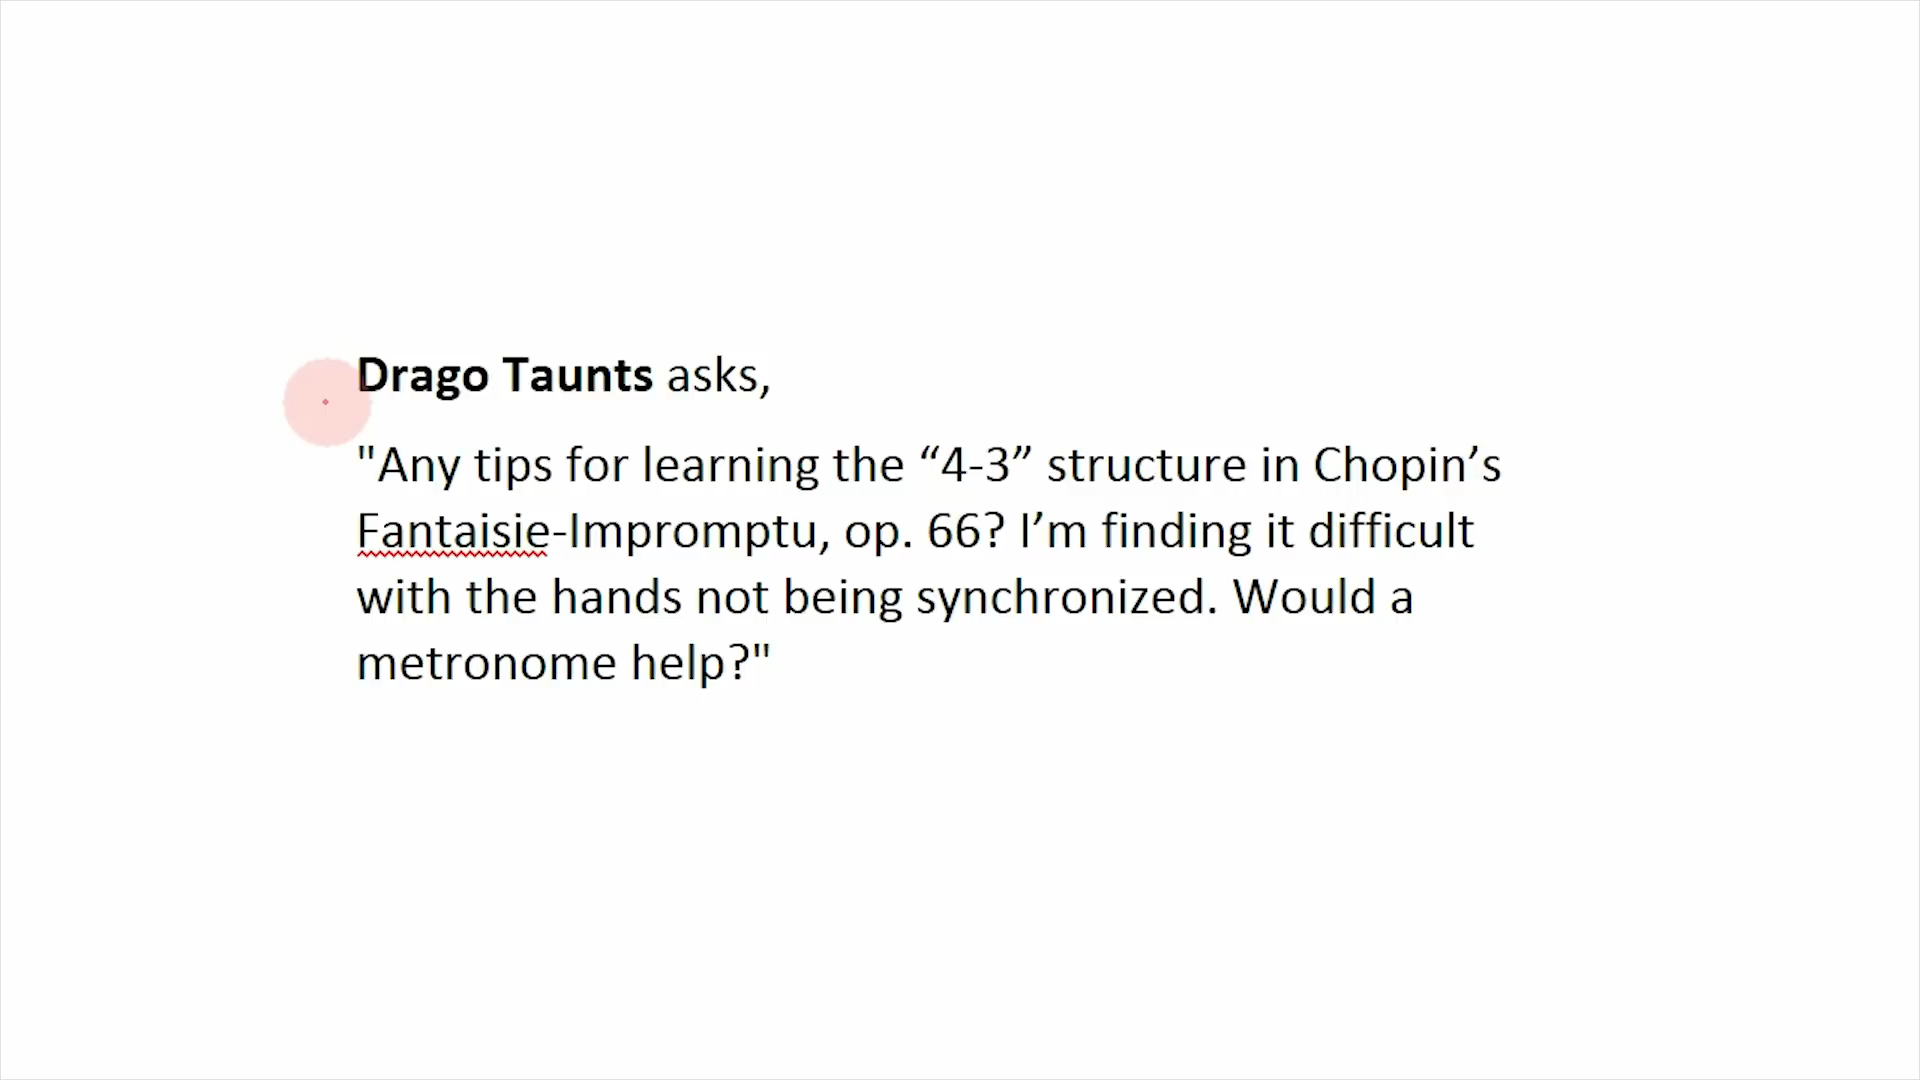 Drago Taunts asks,
"Any tips for learning the “4-3” structure in Chopin’s
Fantaisie-Impromptu, op. 66? I’m finding it difficult
with the hands not being synchronized. Would a
metronome help?"